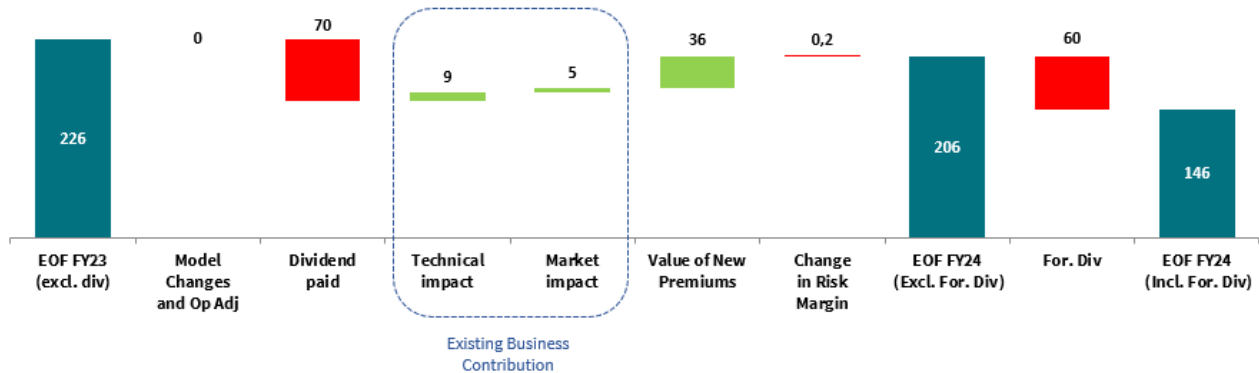 70
0
9
5
36
0,2
60
226
206
146
EOF FY23
(excl. div)
Model
Changes
and Op Adj
Dividend
paid
Technical
impact
Market
impact
Value of New
Premiums
Change
in Risk
Margin
EOF FY24
(Excl. For. Div)
For. Div
EOF FY24
(Incl. For. Div)
Existing Business
Contribution